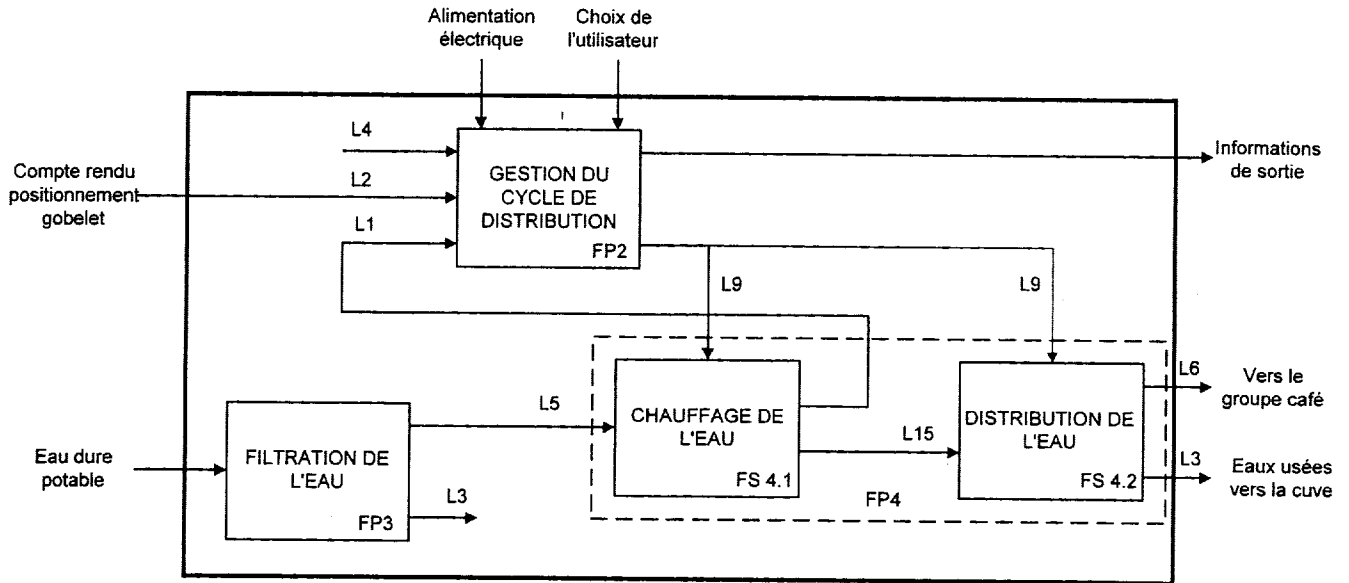 Alimentation
électrique
Choix de
l'utilisateur
L4
Compte rendu
positionnement
gobelet
L2
L1
GESTION DU
CYCLE DE
DISTRIBUTION
FP2
Informations
de sortie
L9
L9
L5
CHAUFFAGE DE
L'EAU
FS 4.1
L15
DISTRIBUTION DE
L'EAU
FS 4.2
L6
Vers le
groupe café
L3
Eaux usées
vers la cuve
FP4
Eau dure
potable
FILTRATION DE
L'EAU
FP3
L3